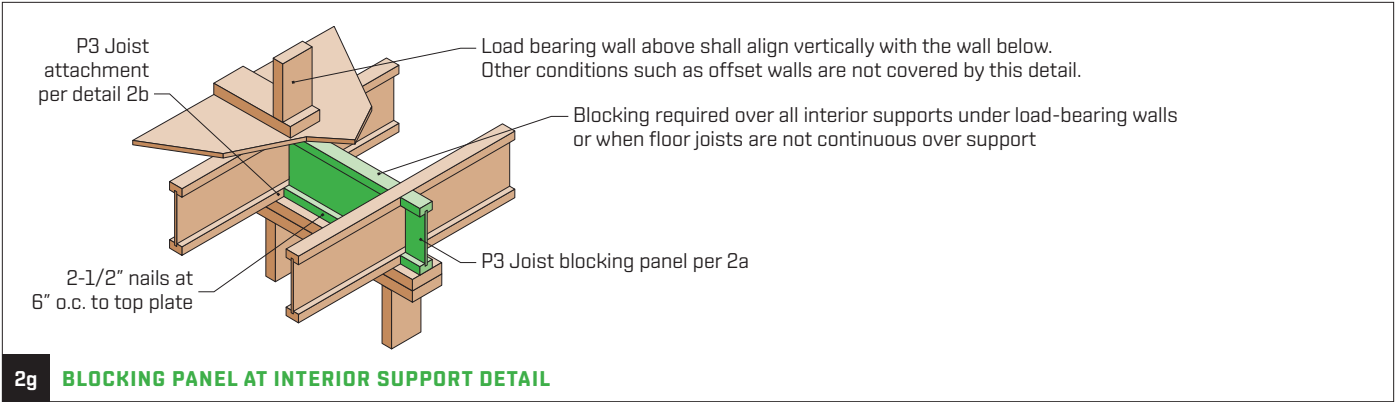 P3 Joist
attachment
per detail 2b
Load bearing wall above shall align vertically with the wall below.
Other conditions such as offset walls are not covered by this detail.
Blocking required over all interior supports under load-bearing walls
or when floor joists are not continuous over support
P3 Joist blocking panel per 2a
2-1/2" nails at
6" o.c. to top plate
2g BLOCKING PANEL AT INTERIOR SUPPORT DETAIL